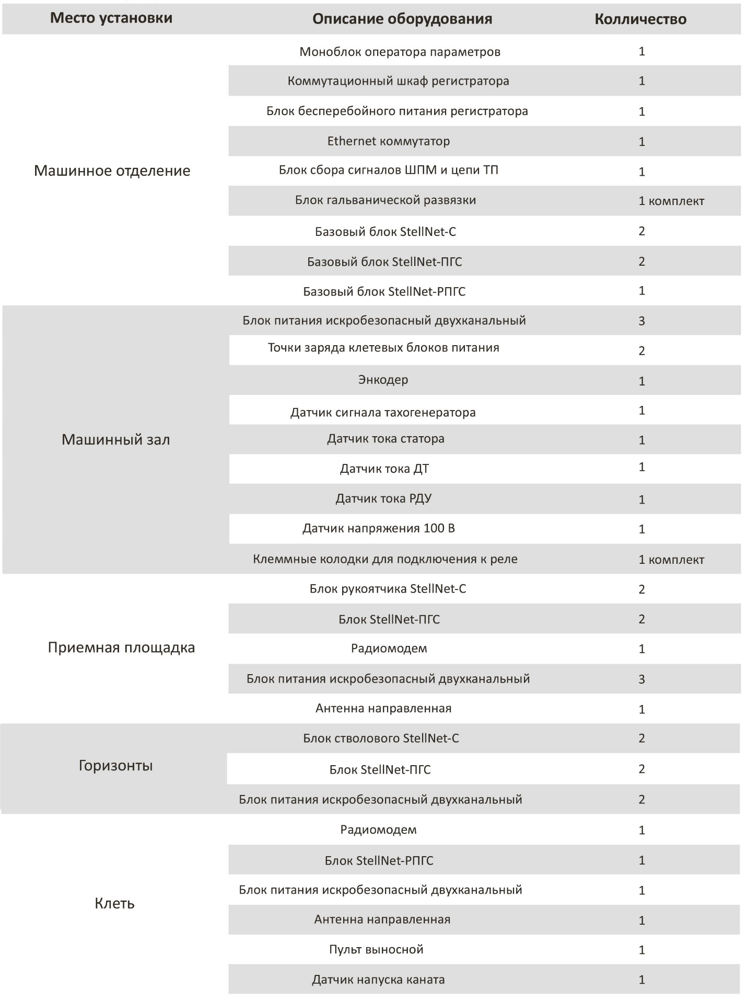 Место установки Описание оборудования Колличество
Моноблок оператора параметров 1
Коммутационный шкаф регистратора 1
Блок бесперебойного питания регистратора 1
Ethernet коммутатор 1
Машинное отделение Блок сбора сигналов ШПМ и цепи ТП 1
Блок гальванической развязки 1 комплект
Базовый блок StellNet-С 2
Базовый блок StellNet-ПГС 2
Базовый блок StellNet-РПГС 1
Блок питания искробезопасный двухканальный 3
Точки заряда клетевых блоков питания 2
Энкодер 1
Датчик сигнала тахогенератора 1
Машинный зал Датчик тока статора 1
Датчик тока ДТ 1
Датчик тока РДУ 1
Датчик напряжения 100 В 1
Клеммные колодки для подключения к реле 1 комплект
Блок рукоятчика StellNet-С 2
Блок StellNet-ПГС 2
Приемная площадка Радиомодем 1
Блок питания искробезопасный двухканальный 3
Антенна направленная 1
Блок стволового StellNet-С 2
Горизонты Блок StellNet-ПГС 2
Блок питания искробезопасный двухканальный 2
Радиомодем 1
Блок StellNet-РПГС 1
Блок питания искробезопасный двухканальный 1
Клеть Антенна направленная 1
Пульт выносной 1
Датчик напуска каната 1